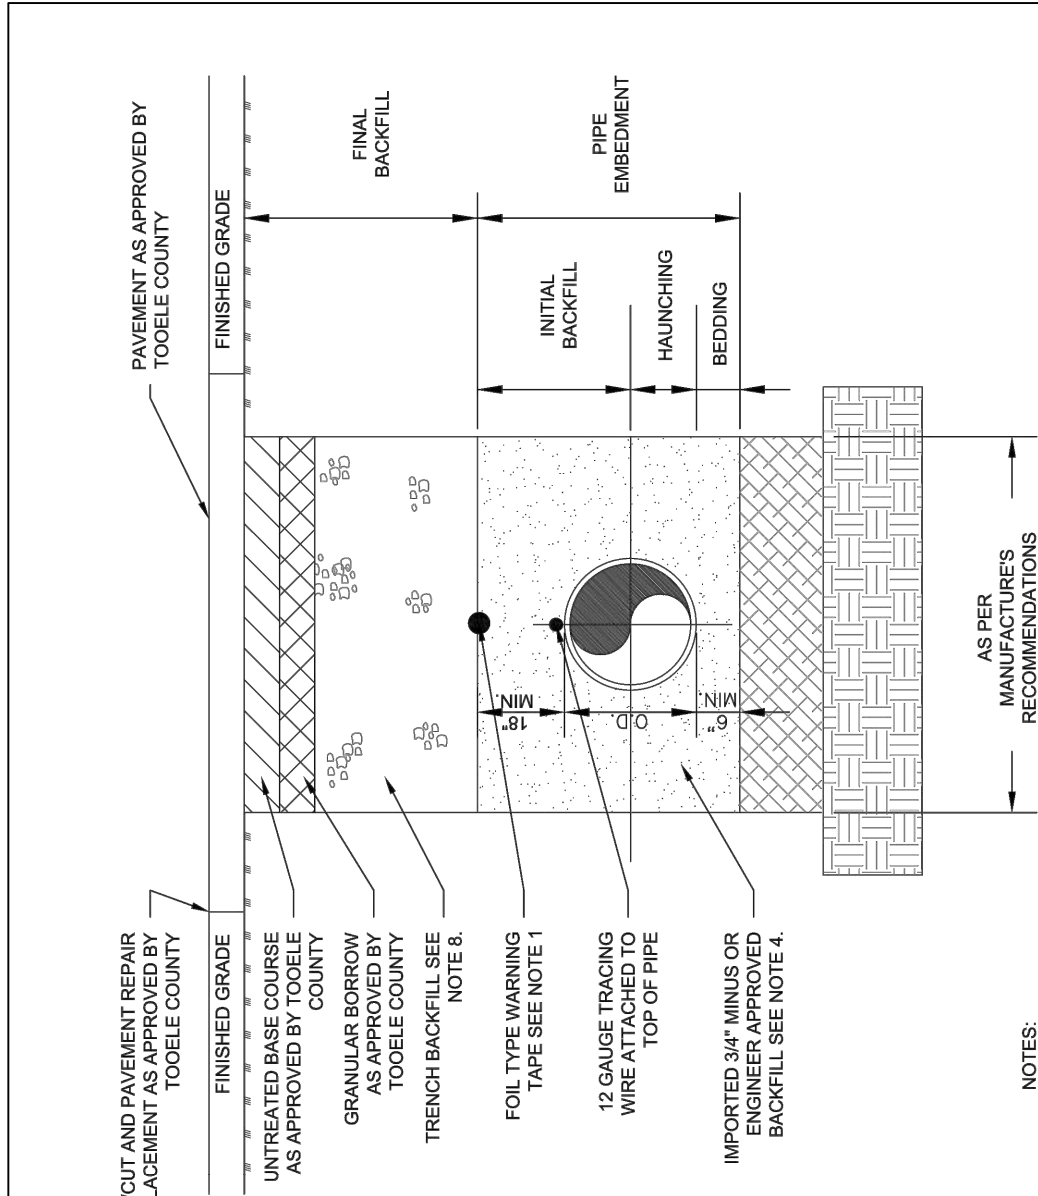 PAVEMENT AS APPROVED BY
TOOELE COUNTY
CUT AND PAVEMENT REPAIR
AS APPROVED BY
TOOELE COUNTY
FINISHED GRADE
FINISHED GRADE
UNTREATED BASE COURSE
AS APPROVED BY TOOELE
COUNTY
GRANULAR BORROW
AS APPROVED BY
TOOELE COUNTY
TRENCH BACKFILL SEE
NOTE 8.
FOIL TYPE WARNING
TAPE SEE NOTE 1
12 GAUGE TRACING
WIRE ATTACHED TO
TOP OF PIPE
IMPORTED 3/4" MINUS OR
ENGINEER APPROVED
BACKFILL SEE NOTE 4.
18"
MIN.
O.D.
6"
MIN.
FINAL
BACKFILL
PIPE
EMBEDMENT
INITIAL
BACKFILL
HAUNCHING
BEDDING
AS PER
MANUFACTURE'S
RECOMMENDATIONS
NOTES: